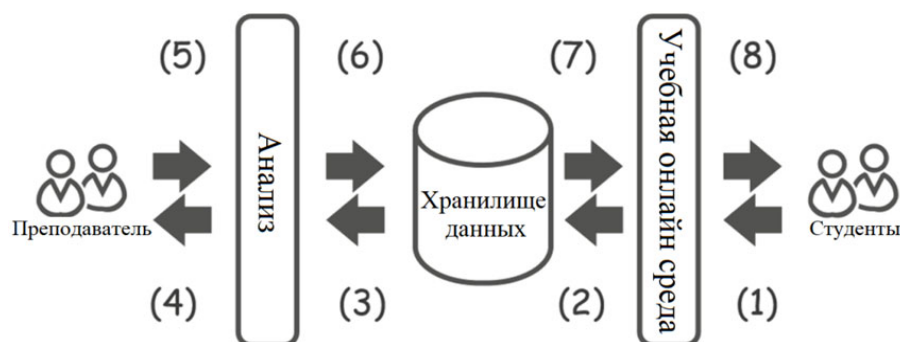 (5)
(6)
(7)
(8)
Преподаватель
Анализ
Хранилище
данных
Учебная онлайн среда
Студенты
(4)
(3)
(2)
(1)